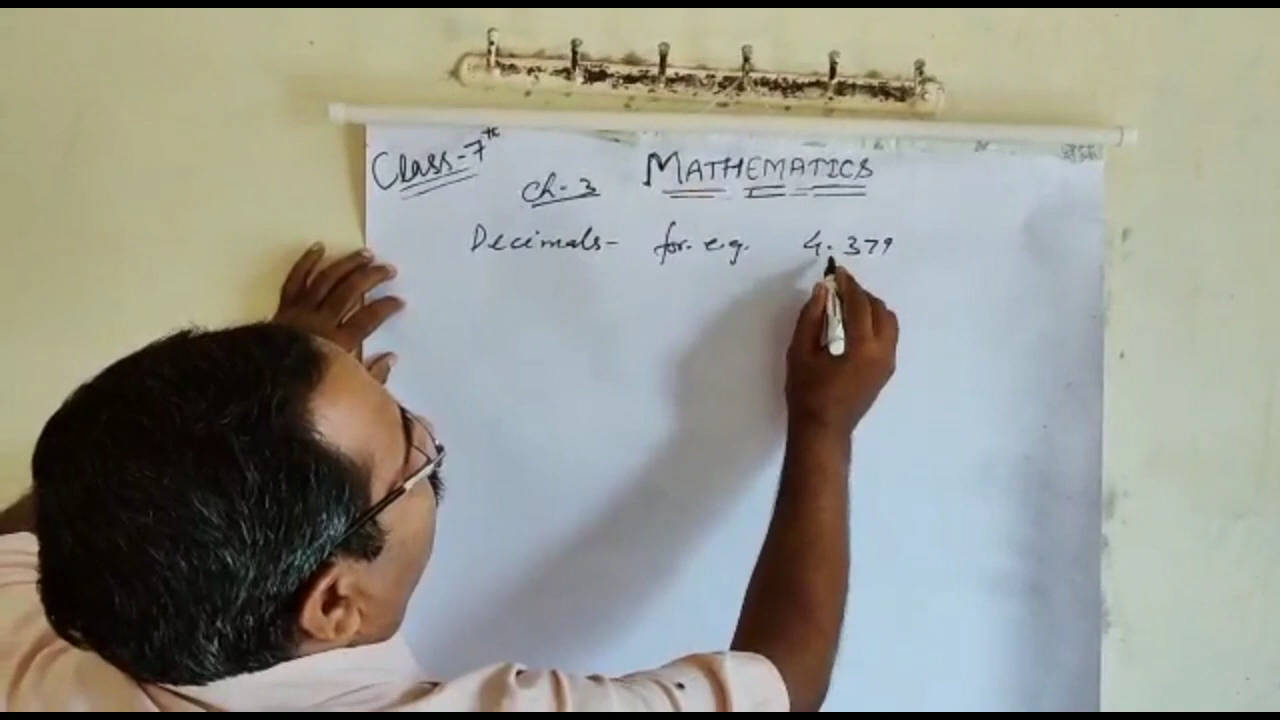 Class-7th
Ch-3 MATHEMATICS
Decimals- for. e.g. 4.379